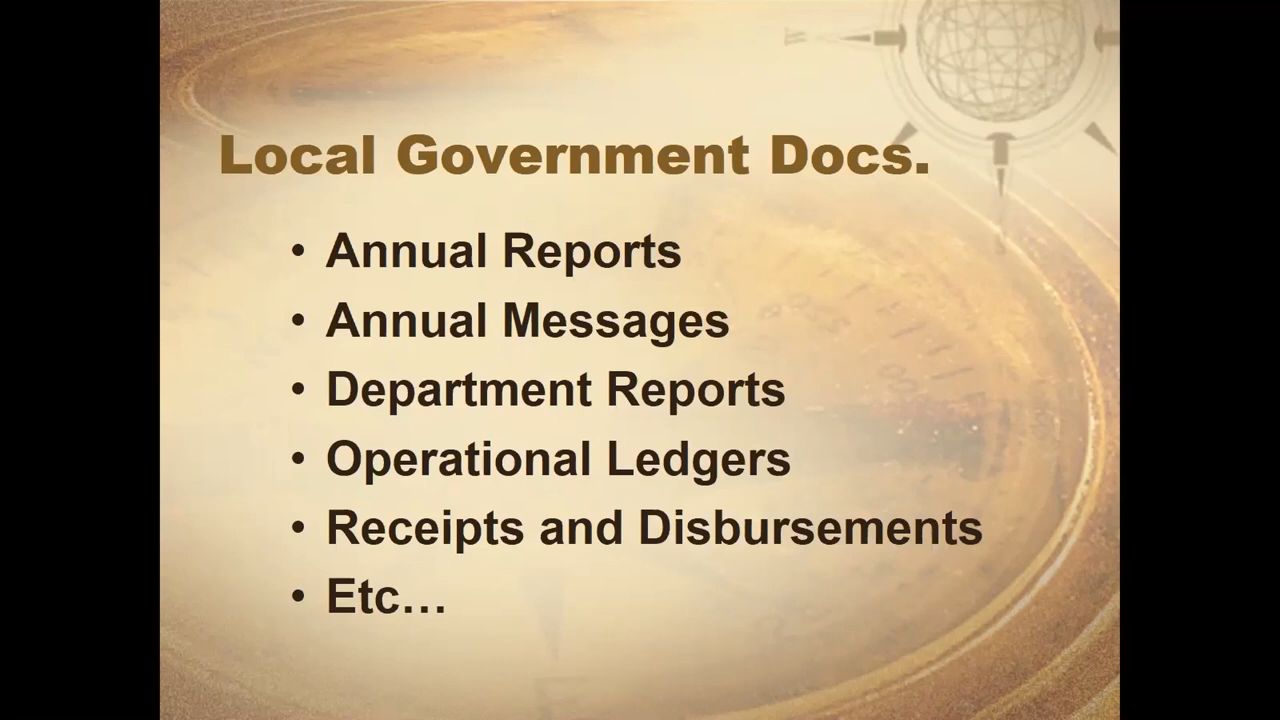 Local Government Docs.
• Annual Reports
• Annual Messages
• Department Reports
• Operational Ledgers
• Receipts and Disbursements
• Etc…